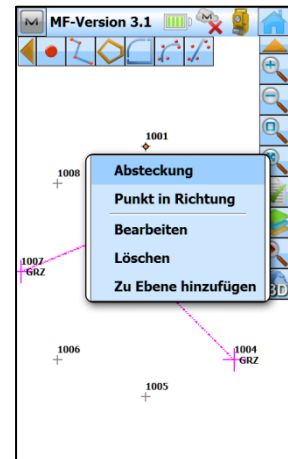 M MF-Version 3.1 M
1001
1008
Absteckung
Punkt in Richtung
Bearbeiten
Löschen
Zu Ebene hinzufügen
1007
GRZ
3D
1006
1004
GRZ
1005